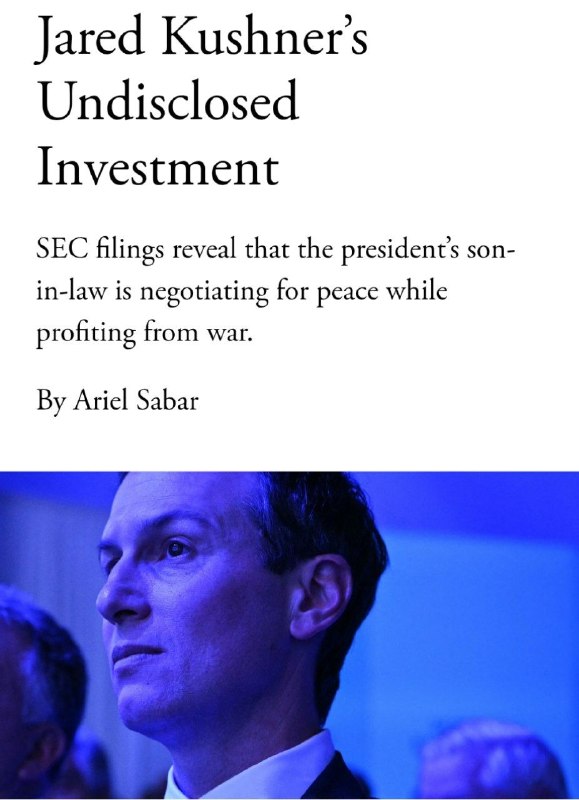 Jared Kushner’s
Undisclosed
Investment
SEC filings reveal that the president’s son-
in-law is negotiating for peace while
profiting from war.
By Ariel Sabar